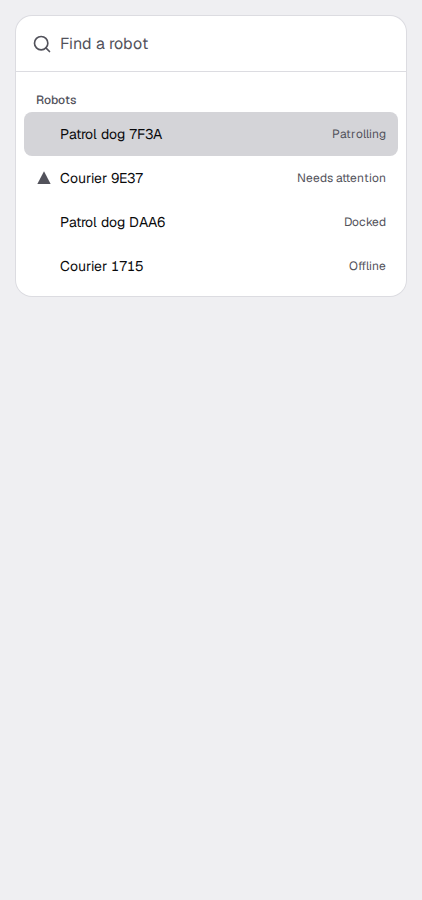 Find a robot
Robots
Patrol dog 7F3A Patrolling
Courier 9E37 Needs attention
Patrol dog DAA6 Docked
Courier 1715 Offline